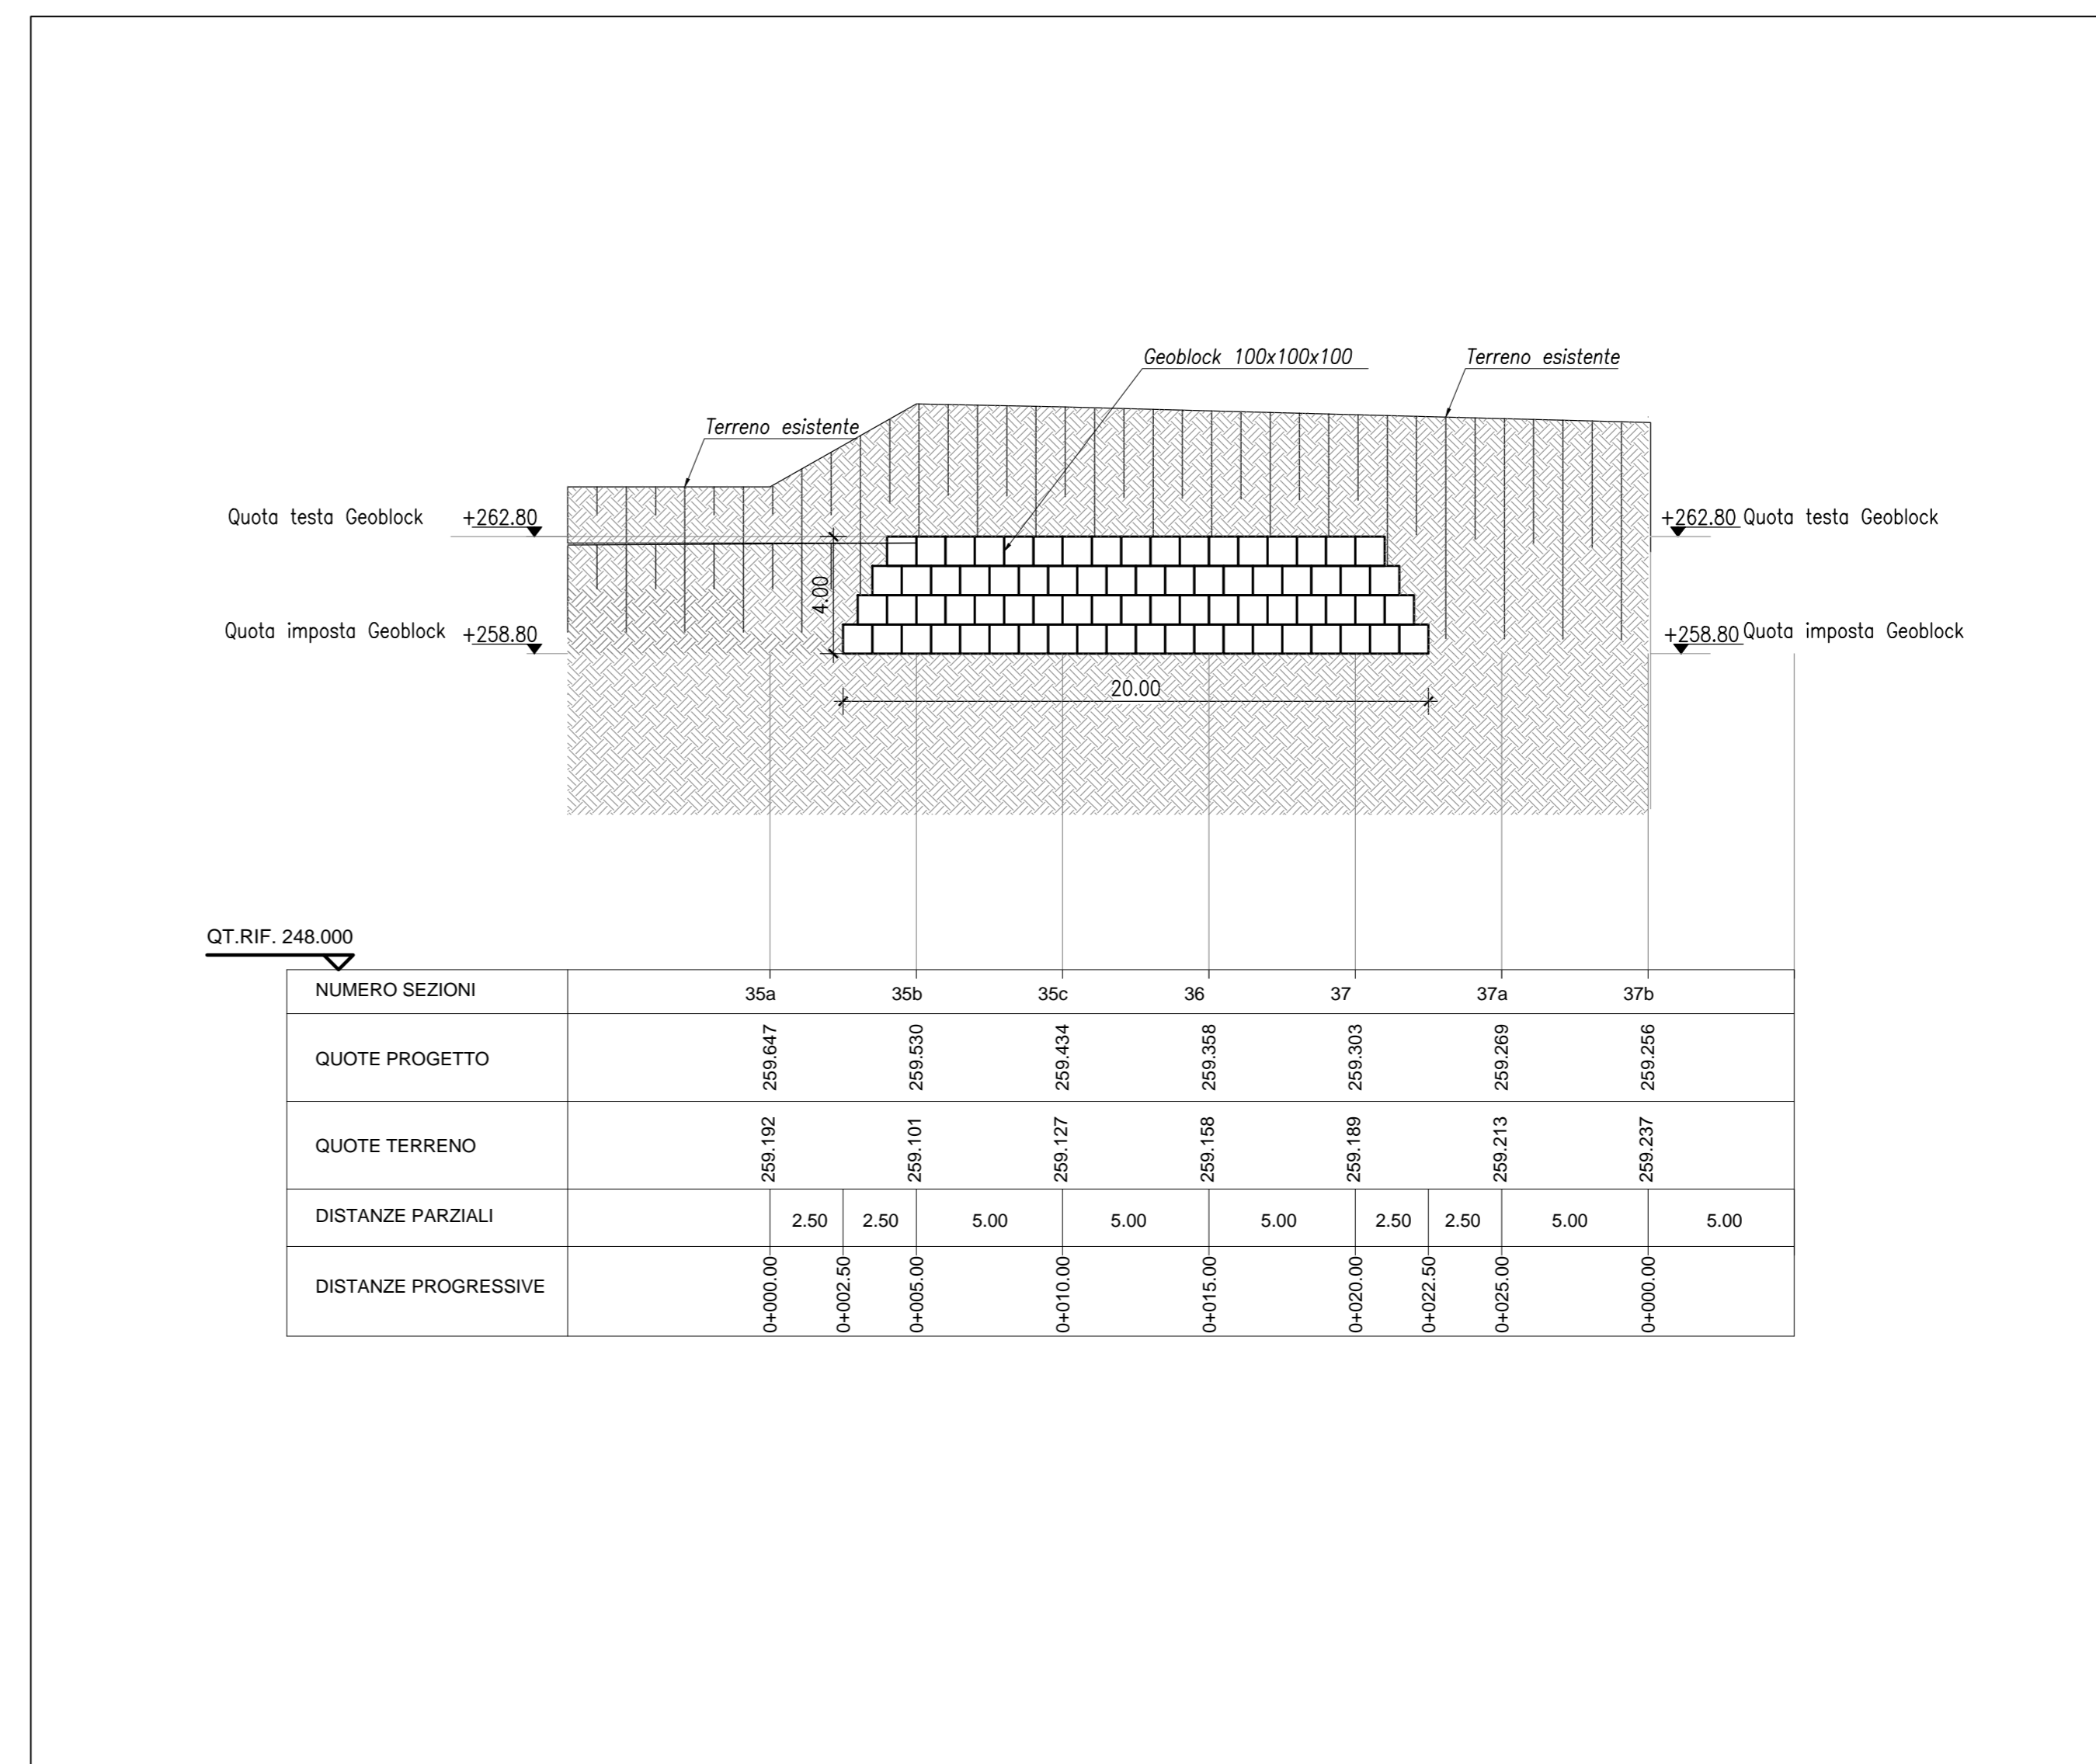 Geoblock 100x100x100
Terreno esistente
Terreno esistente
Quota testa Geoblock +262.80
+262.80 Quota testa Geoblock
4.00
Quota imposta Geoblock +258.80
+258.80 Quota imposta Geoblock
20.00
QT.RIF. 248.000
NUMERO SEZIONI 35a 35b 35c 36 37 37a 37b
QUOTE PROGETTO 259.647 259.530 259.434 259.358 259.303 259.269 259.256
QUOTE TERRENO 259.192 259.101 259.127 259.158 259.189 259.213 259.237
DISTANZE PARZIALI 2.50 2.50 5.00 5.00 5.00 2.50 2.50 5.00 5.00
DISTANZE PROGRESSIVE 0+000.00 0+002.50 0+005.00 0+010.00 0+015.00 0+020.00 0+022.50 0+025.00 0+000.00